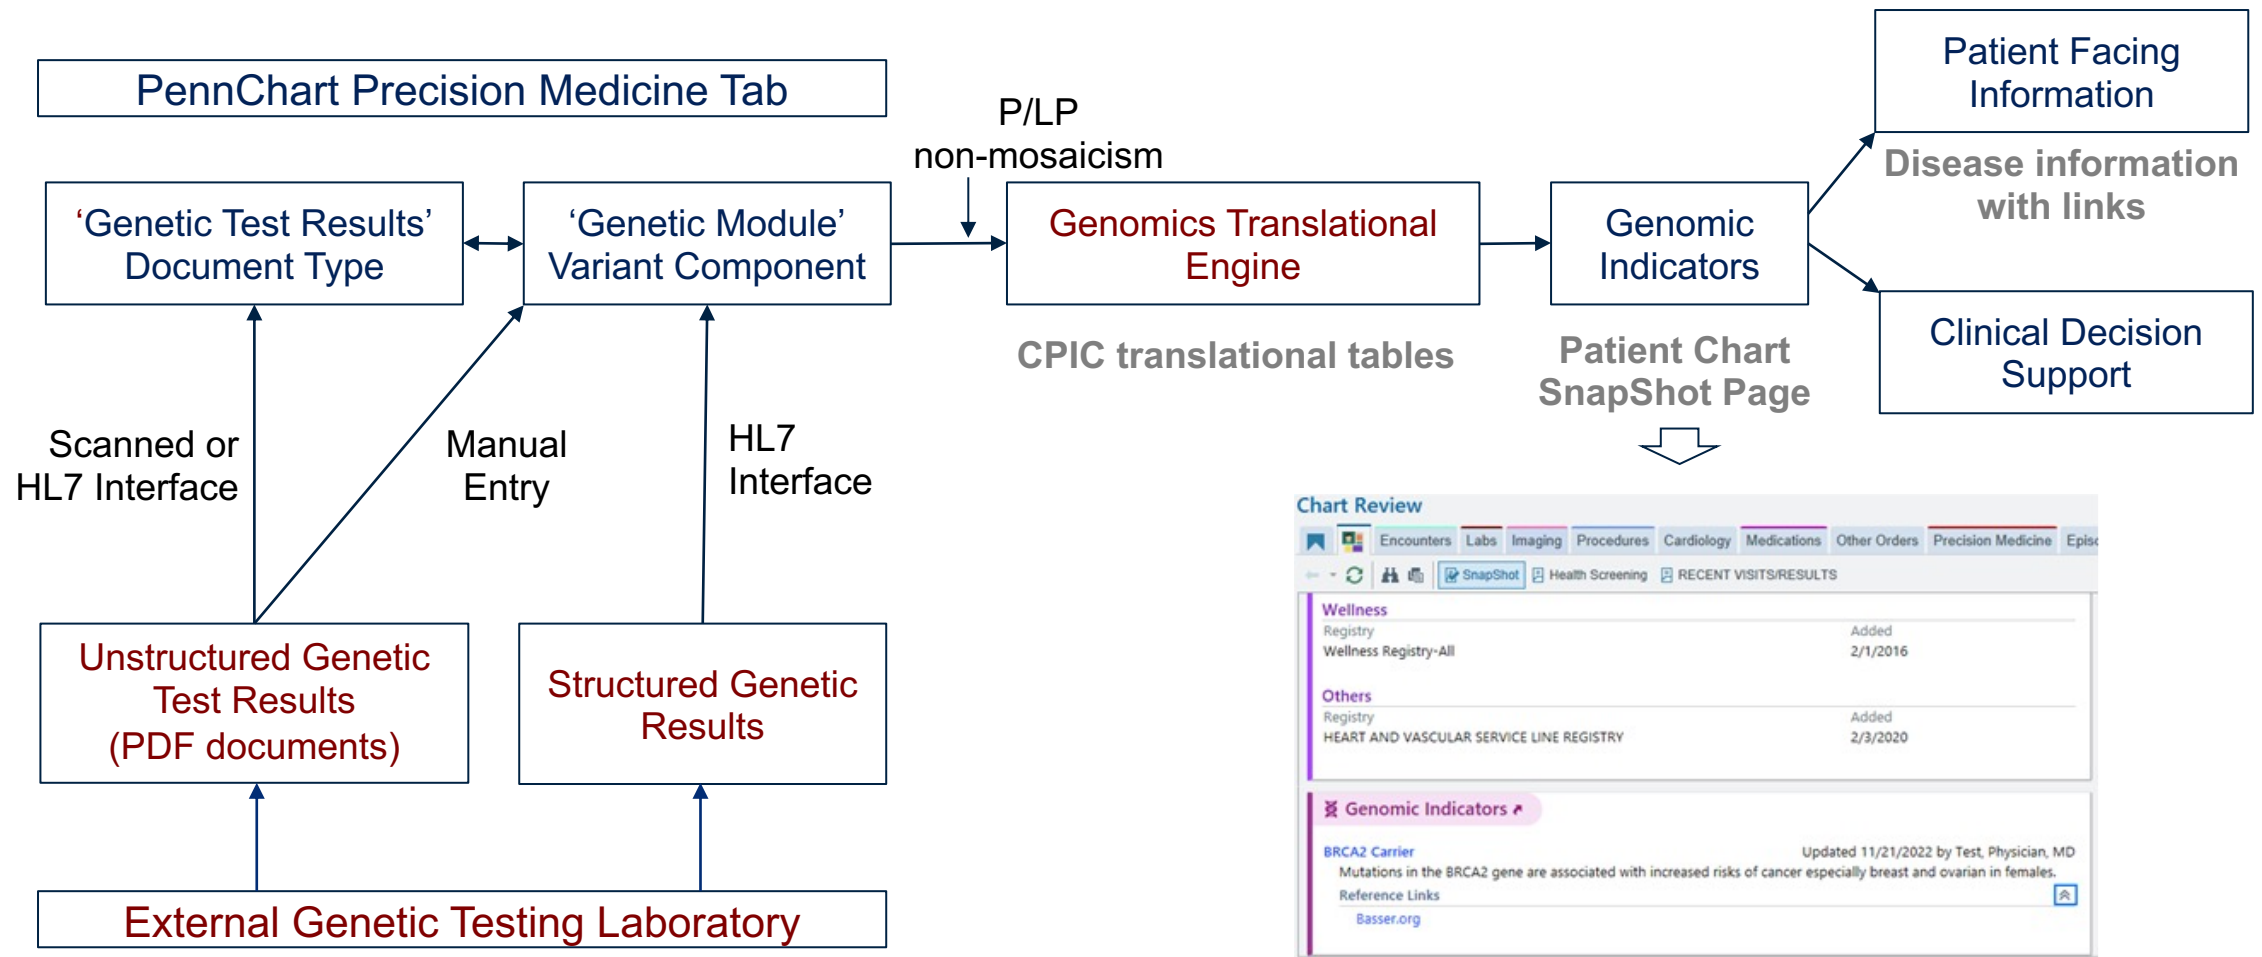 PennChart Precision Medicine Tab
P/LP
non-mosaicism
Patient Facing
Information
Disease information
with links
‘Genetic Test Results’
Document Type
‘Genetic Module’
Variant Component
Genomics Translational
Engine
Genomic
Indicators
CPIC translational tables
Patient Chart
SnapShot Page
Clinical Decision
Support
Scanned or
HL7 Interface
Manual
Entry
HL7
Interface
Unstructured Genetic
Test Results
(PDF documents)
Structured Genetic
Results
External Genetic Testing Laboratory
Chart Review
Encounters Labs Imaging Procedures Cardiology Medications Other Orders Precision Medicine Episc
SnapShot Health Screening RECENT VISITS/RESULTS
Wellness
Registry Added
Wellness Registry-All 2/1/2016
Others
Registry Added
HEART AND VASCULAR SERVICE LINE REGISTRY 2/3/2020
Genomic Indicators
BRCA2 Carrier Updated 11/21/2022 by Test, Physician, MD
Mutations in the BRCA2 gene are associated with increased risks of cancer especially breast and ovarian in females.
Reference Links
Basser.org